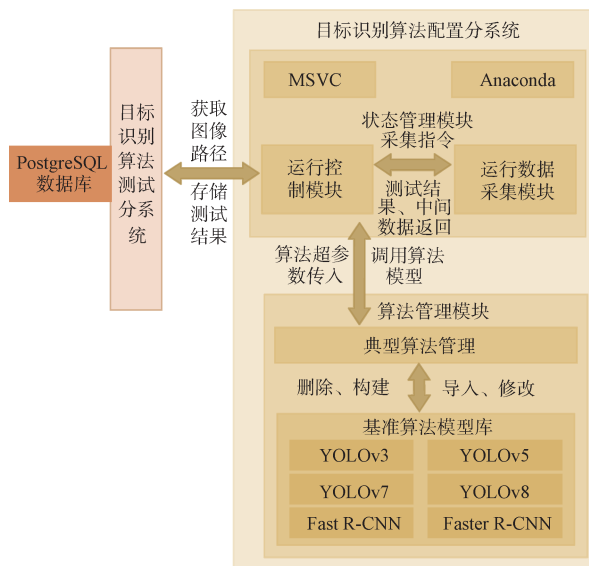 目标识别算法配置分系统
MSVC
Anaconda
目标
识别
算法
测试
分系
统
PostgreSQL
数据库
获取
图像
路径
存储
测试
结果
运行控
制模块
状态管理模块
采集指令
测试结
果、中间
数据返回
运行数据
采集模块
算法超参
数传入
调用算法
模型
算法管理模块
典型算法管理
删除、构建
导入、修改
基准算法模型库
YOLOv3
YOLOv5
YOLOv7
YOLOv8
Fast R-CNN
Faster R-CNN